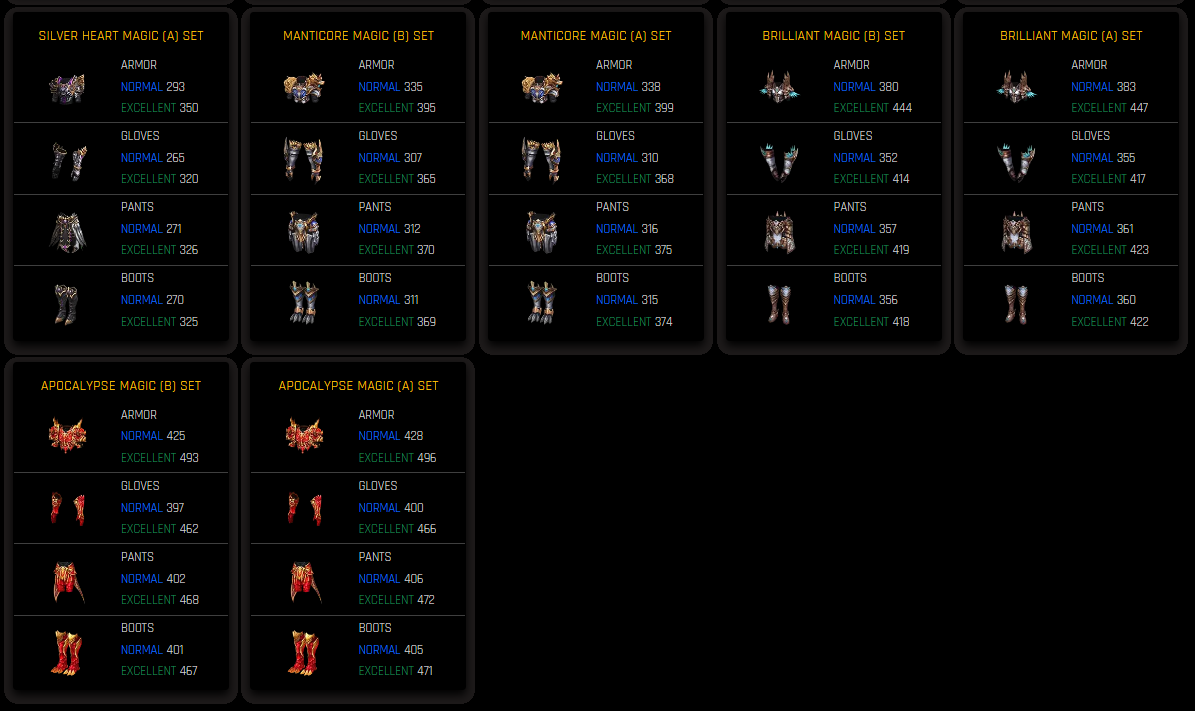 SILVER HEART MAGIC (A) SET
ARMOR
NORMAL 293
EXCELLENT 350
GLOVES
NORMAL 265
EXCELLENT 320
PANTS
NORMAL 271
EXCELLENT 326
BOOTS
NORMAL 270
EXCELLENT 325
MANTICORE MAGIC (B) SET
ARMOR
NORMAL 335
EXCELLENT 395
GLOVES
NORMAL 307
EXCELLENT 365
PANTS
NORMAL 312
EXCELLENT 370
BOOTS
NORMAL 311
EXCELLENT 369
MANTICORE MAGIC (A) SET
ARMOR
NORMAL 338
EXCELLENT 399
GLOVES
NORMAL 310
EXCELLENT 368
PANTS
NORMAL 316
EXCELLENT 375
BOOTS
NORMAL 315
EXCELLENT 374
BRILLIANT MAGIC (B) SET
ARMOR
NORMAL 380
EXCELLENT 444
GLOVES
NORMAL 352
EXCELLENT 414
PANTS
NORMAL 357
EXCELLENT 419
BOOTS
NORMAL 356
EXCELLENT 418
BRILLIANT MAGIC (A) SET
ARMOR
NORMAL 383
EXCELLENT 447
GLOVES
NORMAL 355
EXCELLENT 417
PANTS
NORMAL 361
EXCELLENT 423
BOOTS
NORMAL 360
EXCELLENT 422
APOCALYPSE MAGIC (B) SET
ARMOR
NORMAL 425
EXCELLENT 493
GLOVES
NORMAL 397
EXCELLENT 462
PANTS
NORMAL 402
EXCELLENT 468
BOOTS
NORMAL 401
EXCELLENT 467
APOCALYPSE MAGIC (A) SET
ARMOR
NORMAL 428
EXCELLENT 496
GLOVES
NORMAL 400
EXCELLENT 466
PANTS
NORMAL 406
EXCELLENT 472
BOOTS
NORMAL 405
EXCELLENT 471